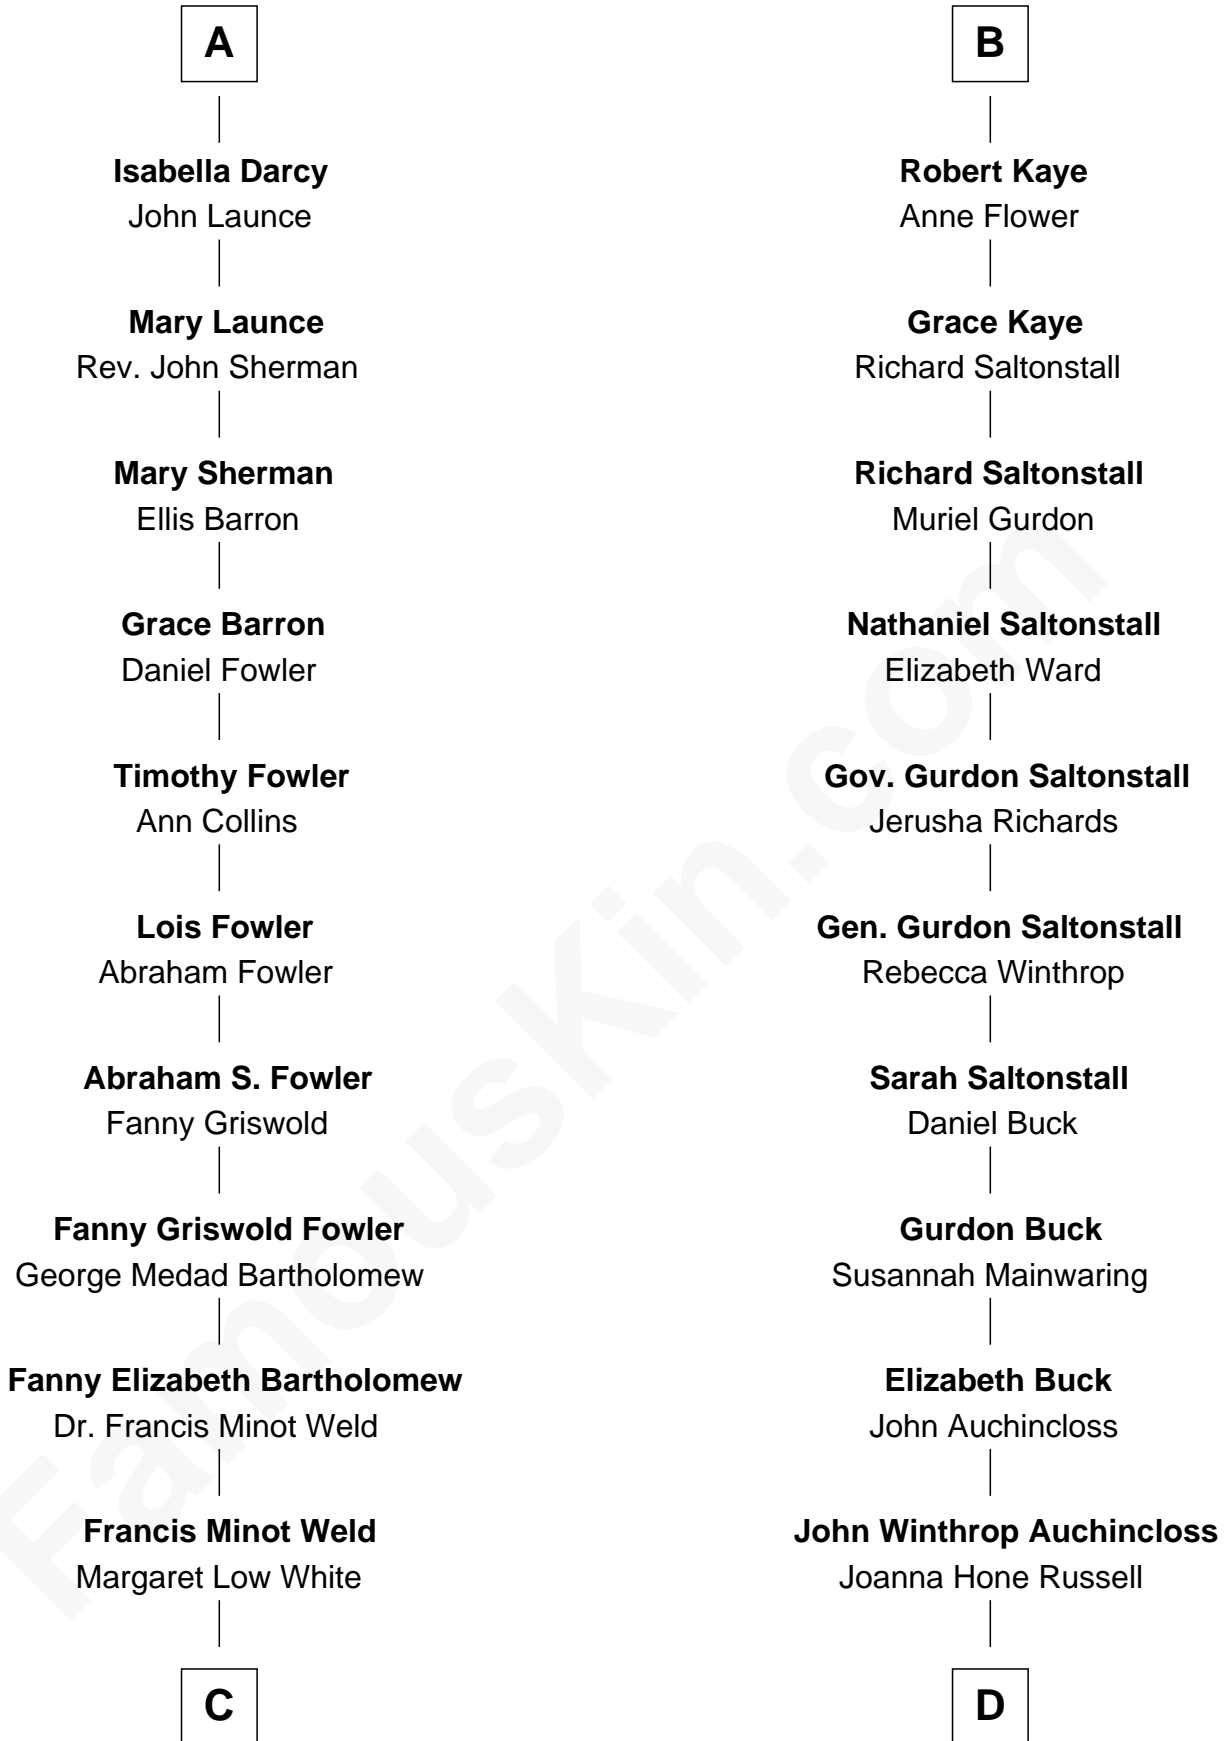 A
Isabella Darcy
John Launce
Mary Launce
Rev. John Sherman
Mary Sherman
Ellis Barron
Grace Barron
Daniel Fowler
Timothy Fowler
Ann Collins
Lois Fowler
Abraham Fowler
Abraham S. Fowler
Fanny Griswold
Fanny Griswold Fowler
George Medad Bartholomew
Fanny Elizabeth Bartholomew
Dr. Francis Minot Weld
Francis Minot Weld
Margaret Low White
C
B
Robert Kaye
Anne Flower
Grace Kaye
Richard Saltonstall
Richard Saltonstall
Muriel Gurdon
Nathaniel Saltonstall
Elizabeth Ward
Gov. Gurdon Saltonstall
Jerusha Richards
Gen. Gurdon Saltonstall
Rebecca Winthrop
Sarah Saltonstall
Daniel Buck
Gurdon Buck
Susannah Mainwaring
Elizabeth Buck
John Auchincloss
John Winthrop Auchincloss
Joanna Hone Russell
D
FamousKin.com